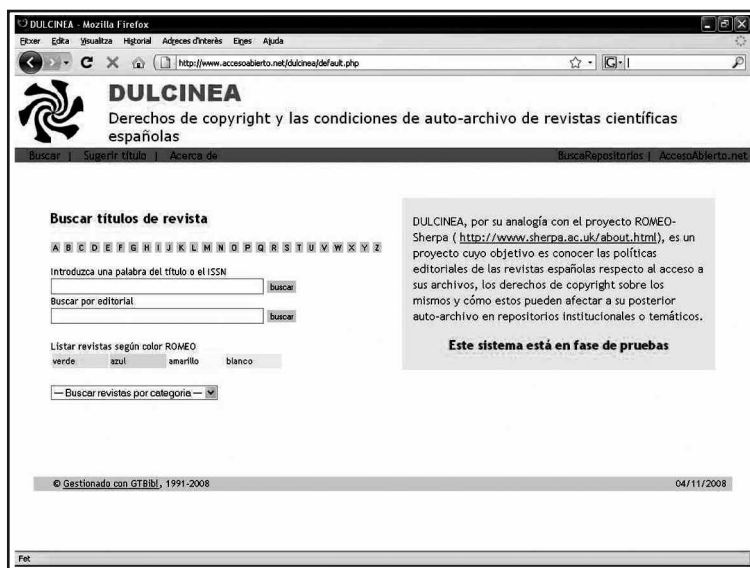 DULCINEA - Mozilla Firefox
Fitxer Edita Visualitza Historial Adreces d'interès Eines Ajuda
http://www.accesoabierto.net/dulcinea/default.php
DULCINEA
Derechos de copyright y las condiciones de auto-archivo de revistas científicas
españolas
Buscar | Sugerir título | Acerca de
BuscaRepositorios | AccesoAbierto.net
Buscar títulos de revista
A B C D E F G H I J K L M N O P Q R S T U V W X Y Z
Introduzca una palabra del título o el ISSN
buscar
Buscar por editorial
buscar
Listar revistas según color ROMEO
verde azul amarillo blanco
— Buscar revistas por categoria —
DULCINEA, por su analogía con el proyecto ROMEO-
Sherpa ( http://www.sherpa.ac.uk/about.html), es un
proyecto cuyo objetivo es conocer las políticas
editoriales de las revistas españolas respecto al acceso a
sus archivos, los derechos de copyright sobre los
mismos y cómo estos pueden afectar a su posterior
auto-archivo en repositorios institucionales o temáticos.
Este sistema está en fase de pruebas
© Gestionado con GTBib!, 1991-2008
04/11/2008
Fet